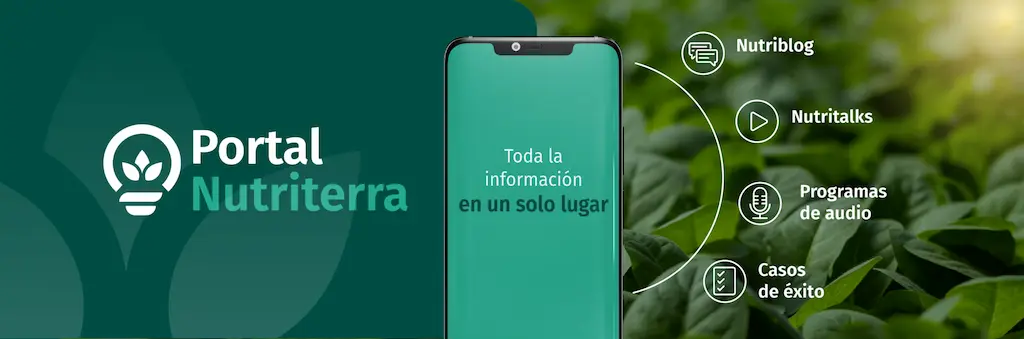 Portal
Nutriterra
Toda la
información
en un solo lugar
Nutriblog
Nutritalks
Programas
de audio
Casos
de éxito